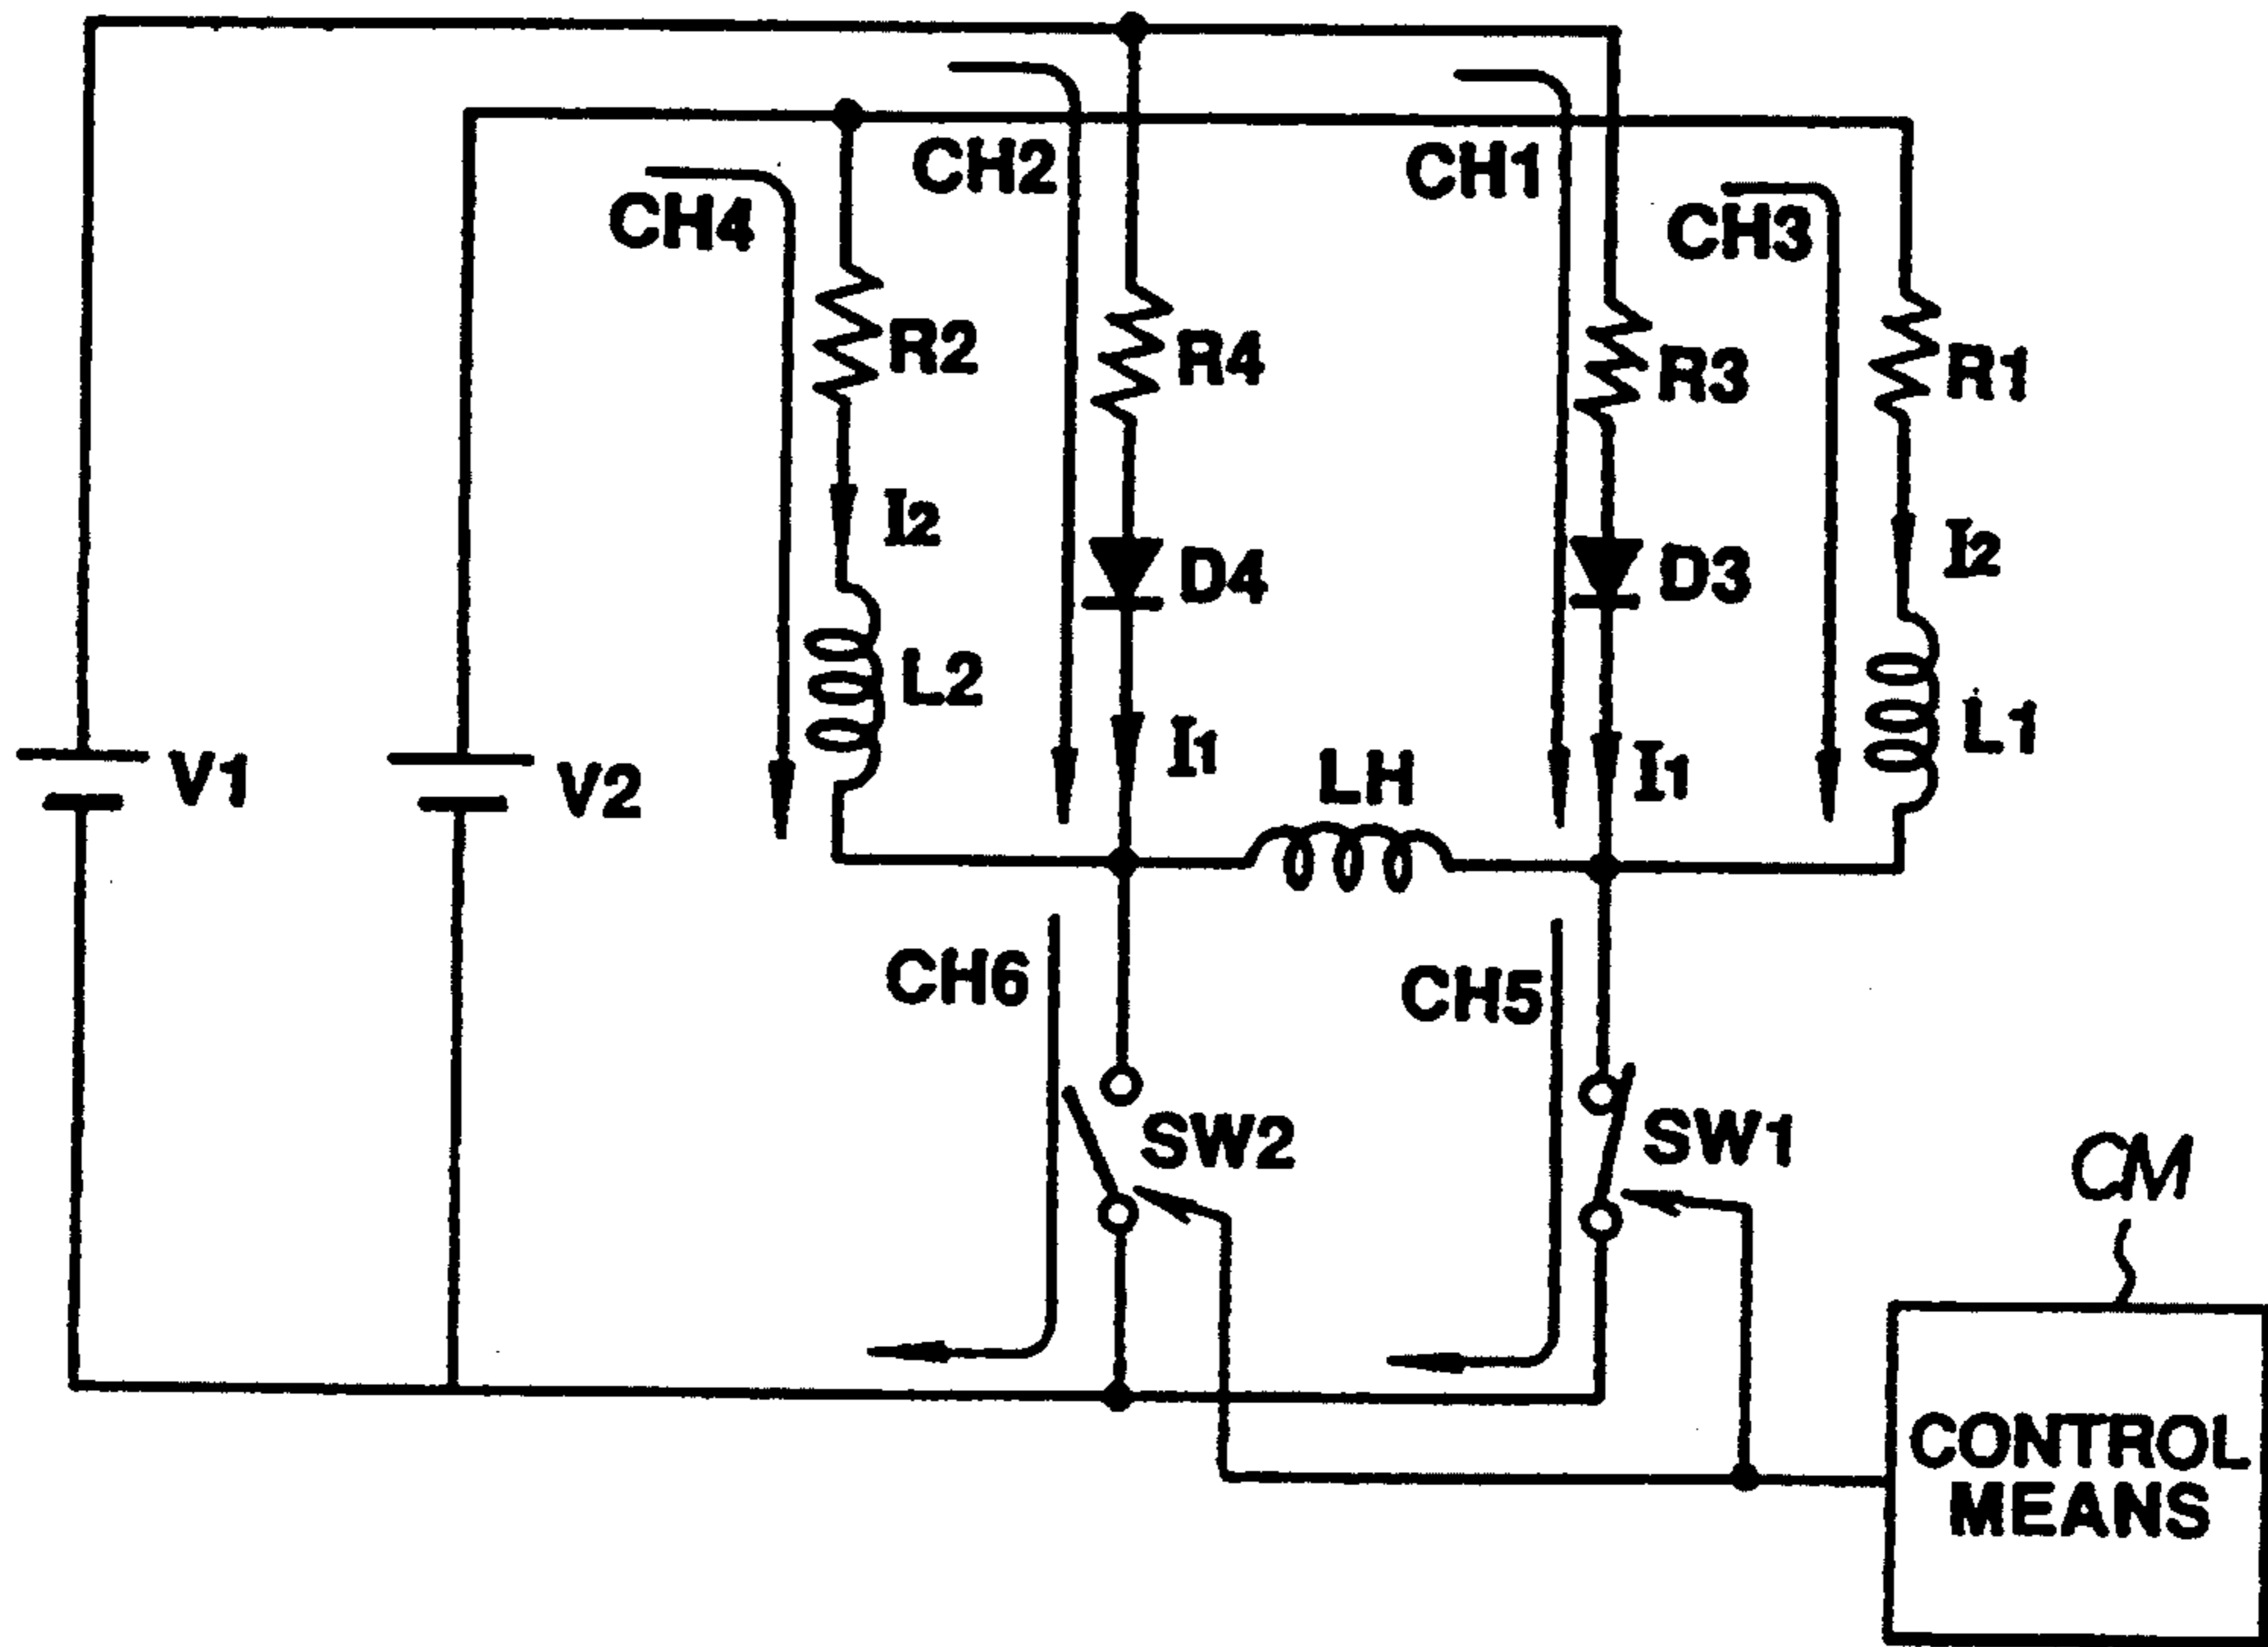 CH2
CH1
CH4
CH3
R2
R4
R3
R1
I2
D4
D3
I2
L2
L1
I1
I1
LH
V1
V2
CH6
CH5
SW2
SW1
CM
CONTROL
MEANS